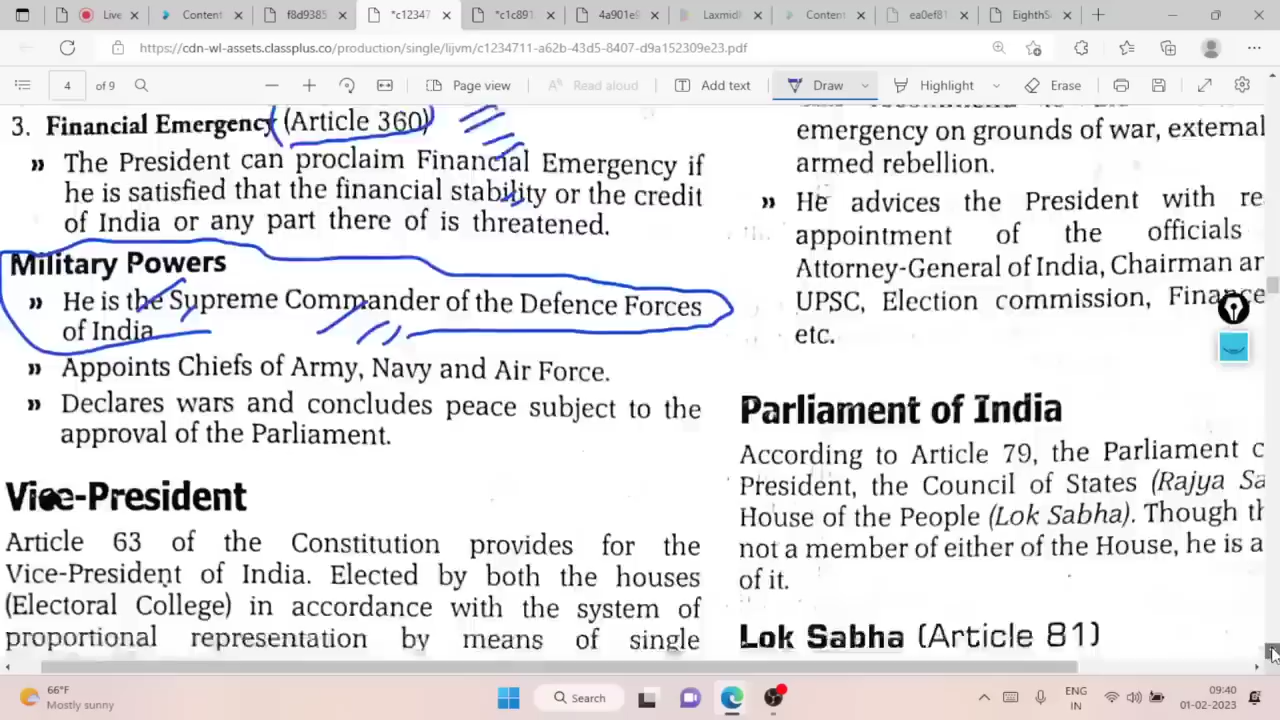 Live
Content
f8d9385
*c12347
*c1c891
4a901e9
Laxmid
Content
ea0ef81
EighthS
https://cdn-wl-assets.classplus.co/production/single/lijvm/c1234711-a62b-43d5-8407-d9a152309e23.pdf
4 of 9
Page view
Read aloud
Add text
Draw
Highlight
Erase
3. Financial Emergency (Article 360)
» The President can proclaim Financial Emergency if
he is satisfied that the financial stability or the credit
of India or any part there of is threatened.
Military Powers
» He is the Supreme Commander of the Defence Forces
of India
» Appoints Chiefs of Army, Navy and Air Force.
» Declares wars and concludes peace subject to the
approval of the Parliament.
Vice-President
Article 63 of the Constitution provides for the
Vice-President of India. Elected by both the houses
(Electoral College) in accordance with the system of
proportional representation by means of single
emergency on grounds of war, external
armed rebellion.
» He advices the President with re
appointment of the officials
Attorney-General of India, Chairman an
UPSC, Election commission, Finance
etc.
Parliament of India
According to Article 79, the Parliament c
President, the Council of States (Rajya Sa
House of the People (Lok Sabha). Though th
not a member of either of the House, he is a
of it.
Lok Sabha (Article 81)
66°F
Mostly sunny
Search
ENG
IN
09:40
01-02-2023